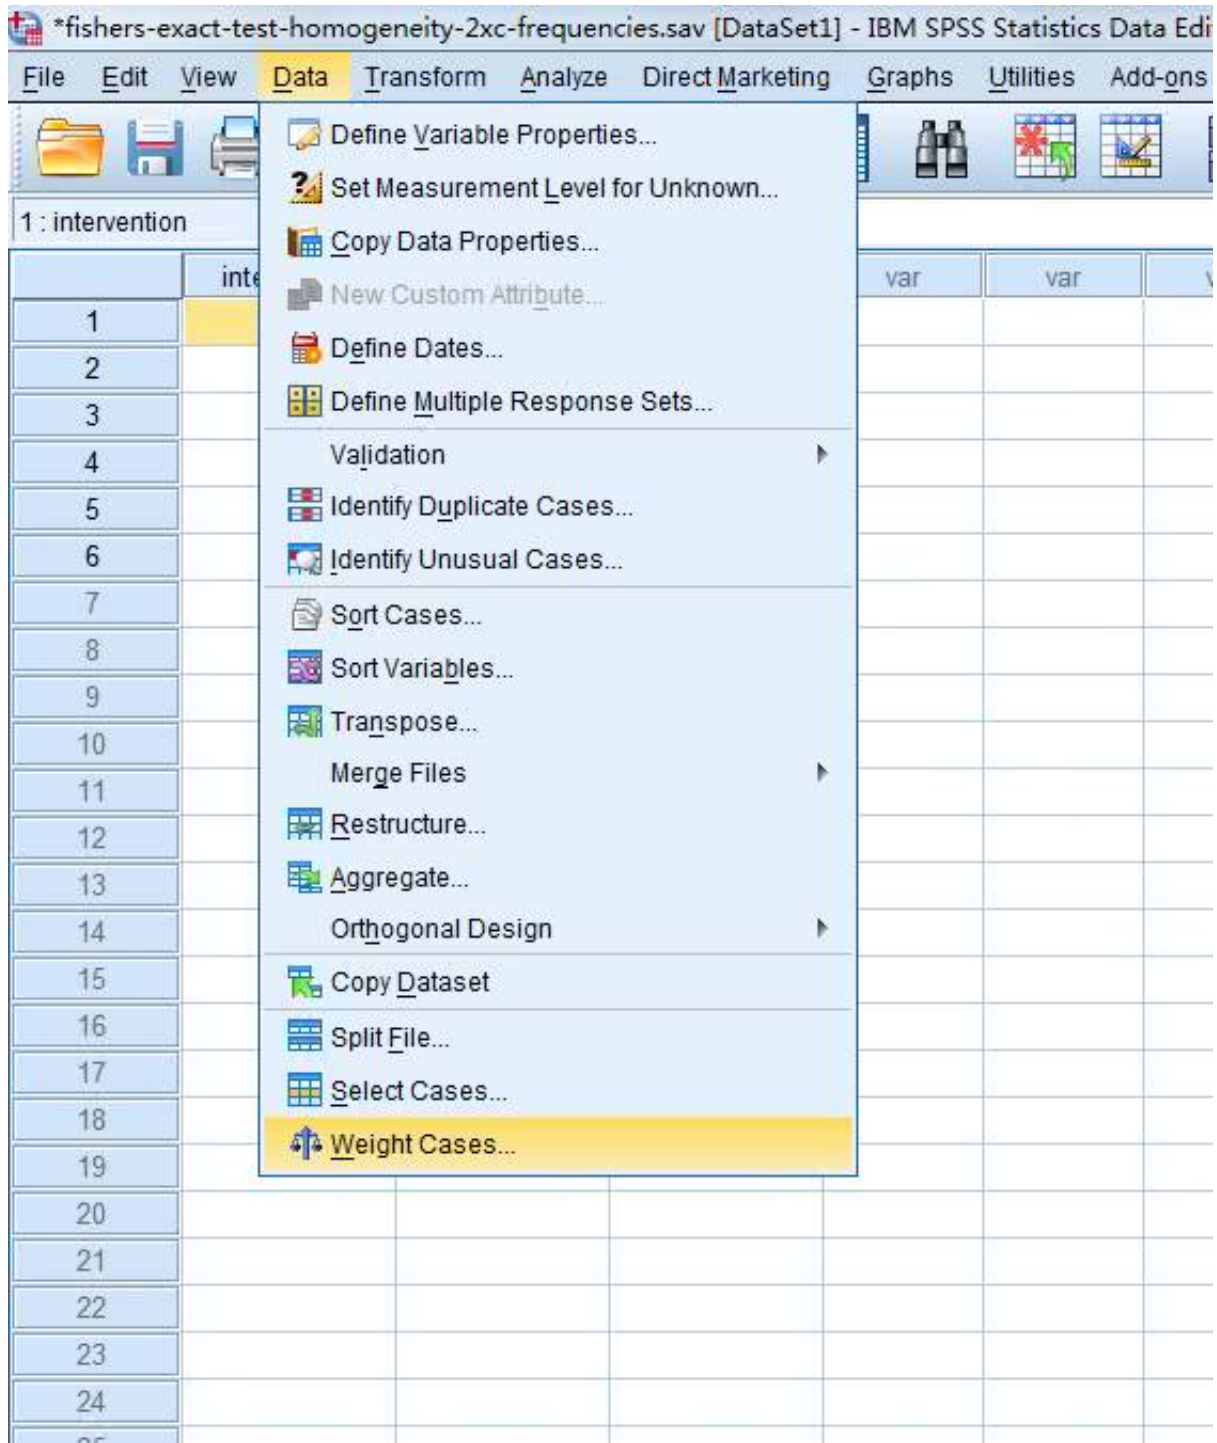 *fishers-exact-test-homogeneity-2xc-frequencies.sav [DataSet1] - IBM SPSS Statistics Data Edi
File Edit View Data Transform Analyze Direct Marketing Graphs Utilities Add-ons
1 : intervention
inte var var
Define Variable Properties...
Set Measurement Level for Unknown...
Copy Data Properties...
New Custom Attribute...
Define Dates...
Define Multiple Response Sets...
Validation
Identify Duplicate Cases...
Identify Unusual Cases...
Sort Cases...
Sort Variables...
Transpose...
Merge Files
Restructure...
Aggregate...
Orthogonal Design
Copy Dataset
Split File...
Select Cases...
Weight Cases...
1
2
3
4
5
6
7
8
9
10
11
12
13
14
15
16
17
18
19
20
21
22
23
24